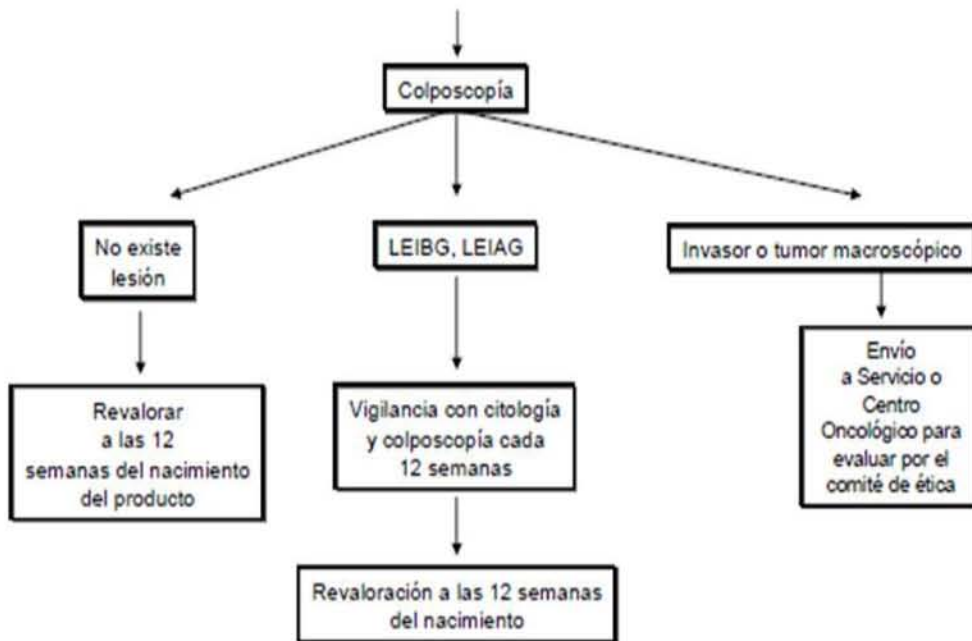 Colposcopía
No existe
lesión
LEIBG, LEIAG
Invasor o tumor macroscópico
Revalorar
a las 12
semanas del nacimiento
del producto
Vigilancia con citología
y colposcopía cada
12 semanas
Envío
a Servicio o
Centro
Oncológico para
evaluar por el
comité de ética
Revaloración a las 12 semanas
del nacimiento